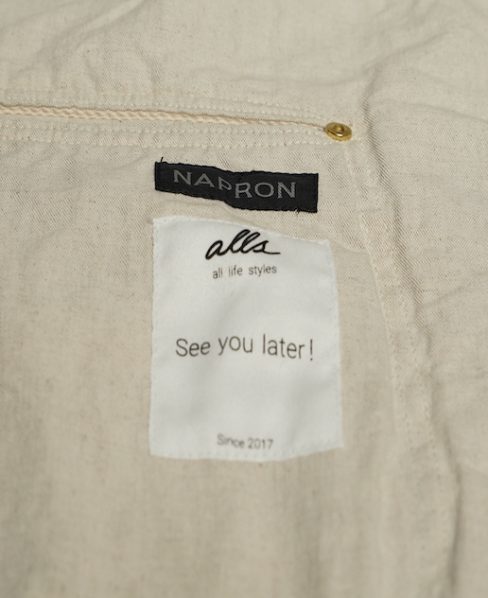 NAPRON
alls
all life styles
See you later!
Since 2017